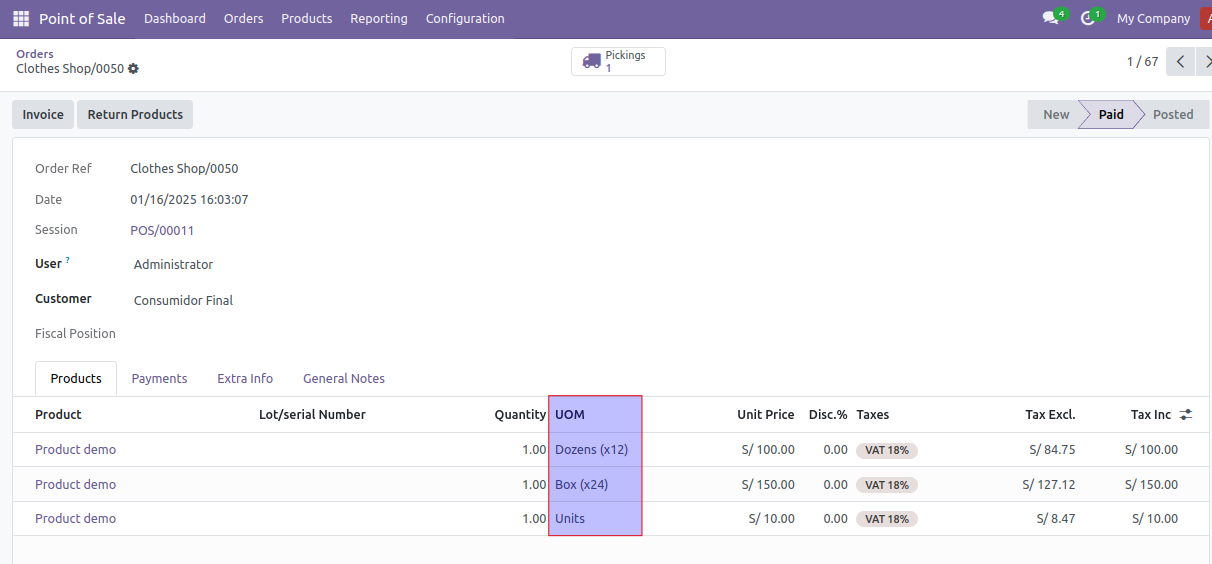 Point of Sale Dashboard Orders Products Reporting Configuration 4 1 My Company A
Orders
Clothes Shop/0050
Pickings
1
1 / 67
Invoice Return Products New Paid Posted
Order Ref Clothes Shop/0050
Date 01/16/2025 16:03:07
Session POS/00011
User ? Administrator
Customer Consumidor Final
Fiscal Position
Products Payments Extra Info General Notes
Product Lot/serial Number Quantity UOM Unit Price Disc.% Taxes Tax Excl. Tax Inc
Product demo 1.00 Dozens (x12) S/ 100.00 0.00 VAT 18% S/ 84.75 S/ 100.00
Product demo 1.00 Box (x24) S/ 150.00 0.00 VAT 18% S/ 127.12 S/ 150.00
Product demo 1.00 Units S/ 10.00 0.00 VAT 18% S/ 8.47 S/ 10.00